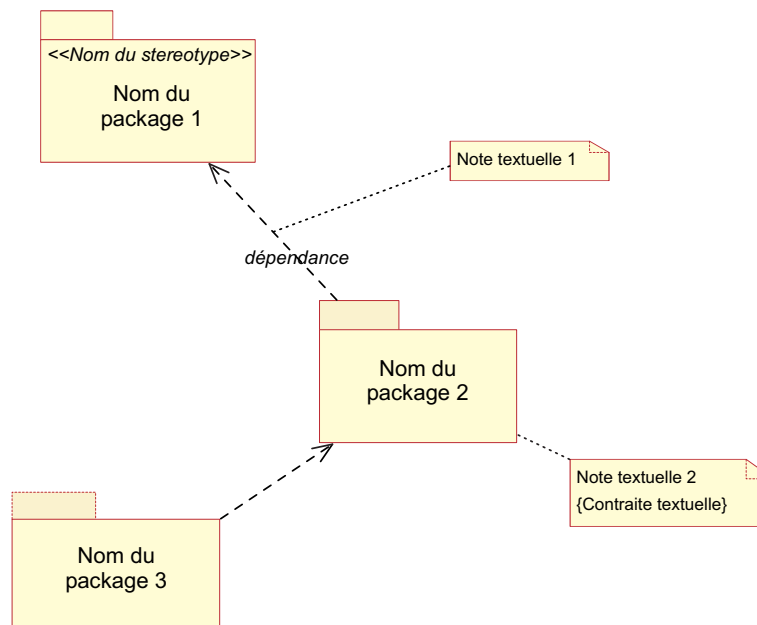 <<Nom du stereotype>>
Nom du
package 1
Note textuelle 1
dépendance
Nom du
package 2
Note textuelle 2
{Contraite textuelle}
Nom du
package 3